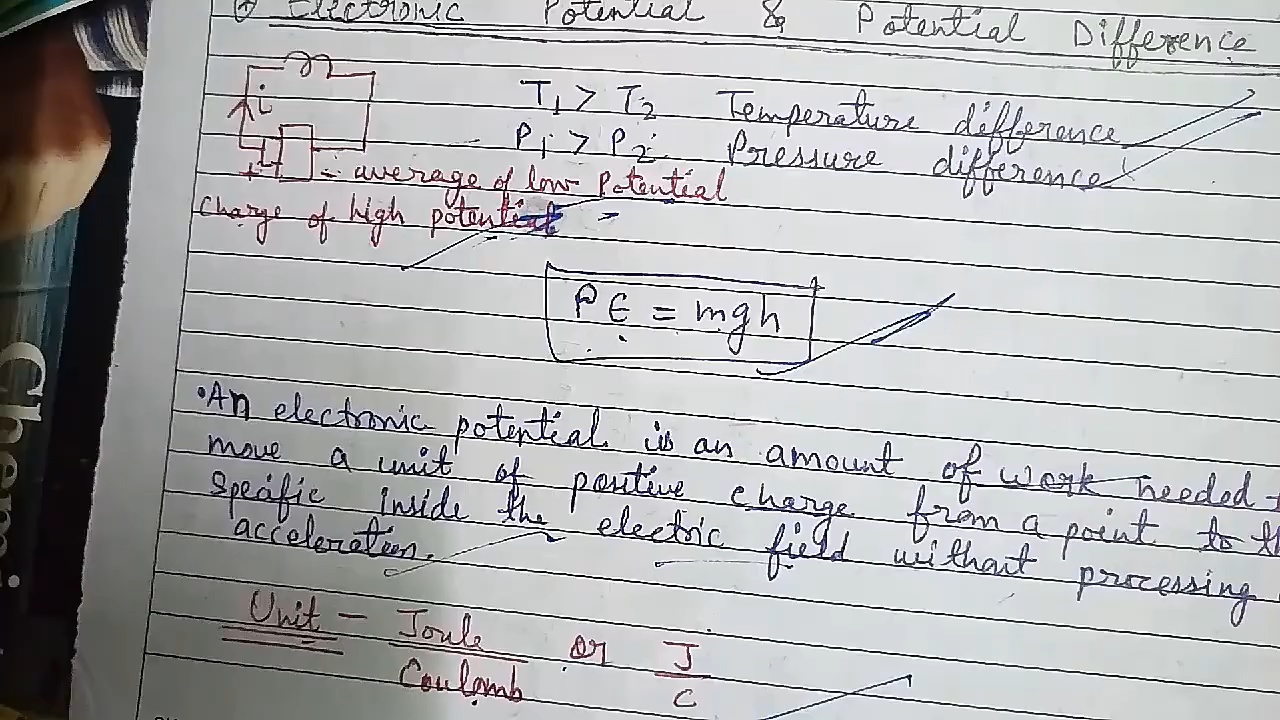 Electronic Potential & Potential Difference
i
T1 > T2 Temperature difference
P1 > P2 Pressure difference
+ - average of low potential
Charge of high potential
PE = mgh
• An electronic potential is an amount of work needed
move a unit of positive charge from a point to th
specific inside the electric field without processing
acceleration.
Unit - Joule/Coulomb or J/C
Chemi